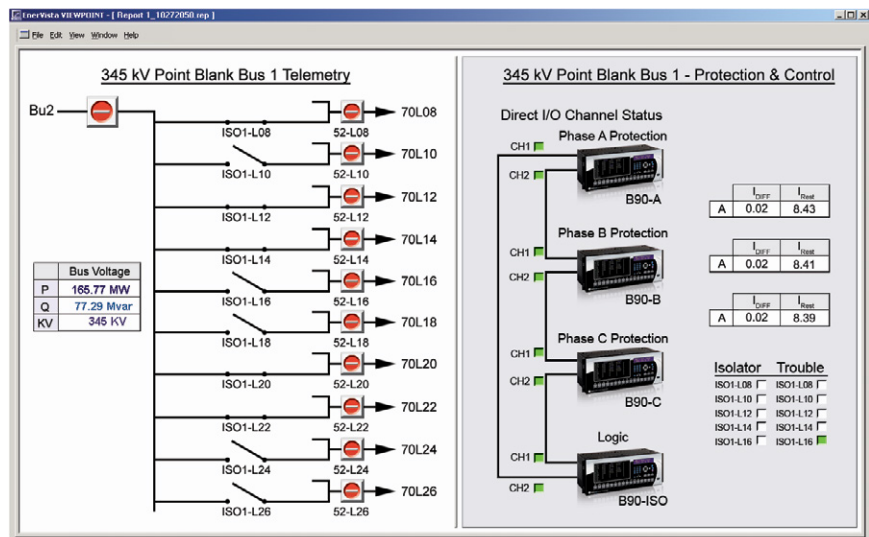 EnerVista VIEWPOINT - [ Report 1_10272050.rep ]
File Edit View Window Help
345 kV Point Blank Bus 1 Telemetry
Bu2
ISO1-L08
52-L08
70L08
ISO1-L10
52-L10
70L10
ISO1-L12
52-L12
70L12
ISO1-L14
52-L14
70L14
ISO1-L16
52-L16
70L16
ISO1-L18
52-L18
70L18
ISO1-L20
52-L20
70L20
ISO1-L22
52-L22
70L22
ISO1-L24
52-L24
70L24
ISO1-L26
52-L26
70L26
Bus Voltage
P 165.77 MW
Q 77.29 Mvar
KV 345 KV
345 kV Point Blank Bus 1 - Protection & Control
Direct I/O Channel Status
Phase A Protection
CH1
CH2
B90-A
Phase B Protection
CH1
CH2
B90-B
Phase C Protection
CH1
CH2
B90-C
Logic
CH1
CH2
B90-ISO
IDIFF IRest
A 0.02 8.43
IDIFF IRest
A 0.02 8.41
IDIFF IRest
A 0.02 8.39
Isolator Trouble
ISO1-L08 ISO1-L08
ISO1-L10 ISO1-L10
ISO1-L12 ISO1-L12
ISO1-L14 ISO1-L14
ISO1-L16 ISO1-L16